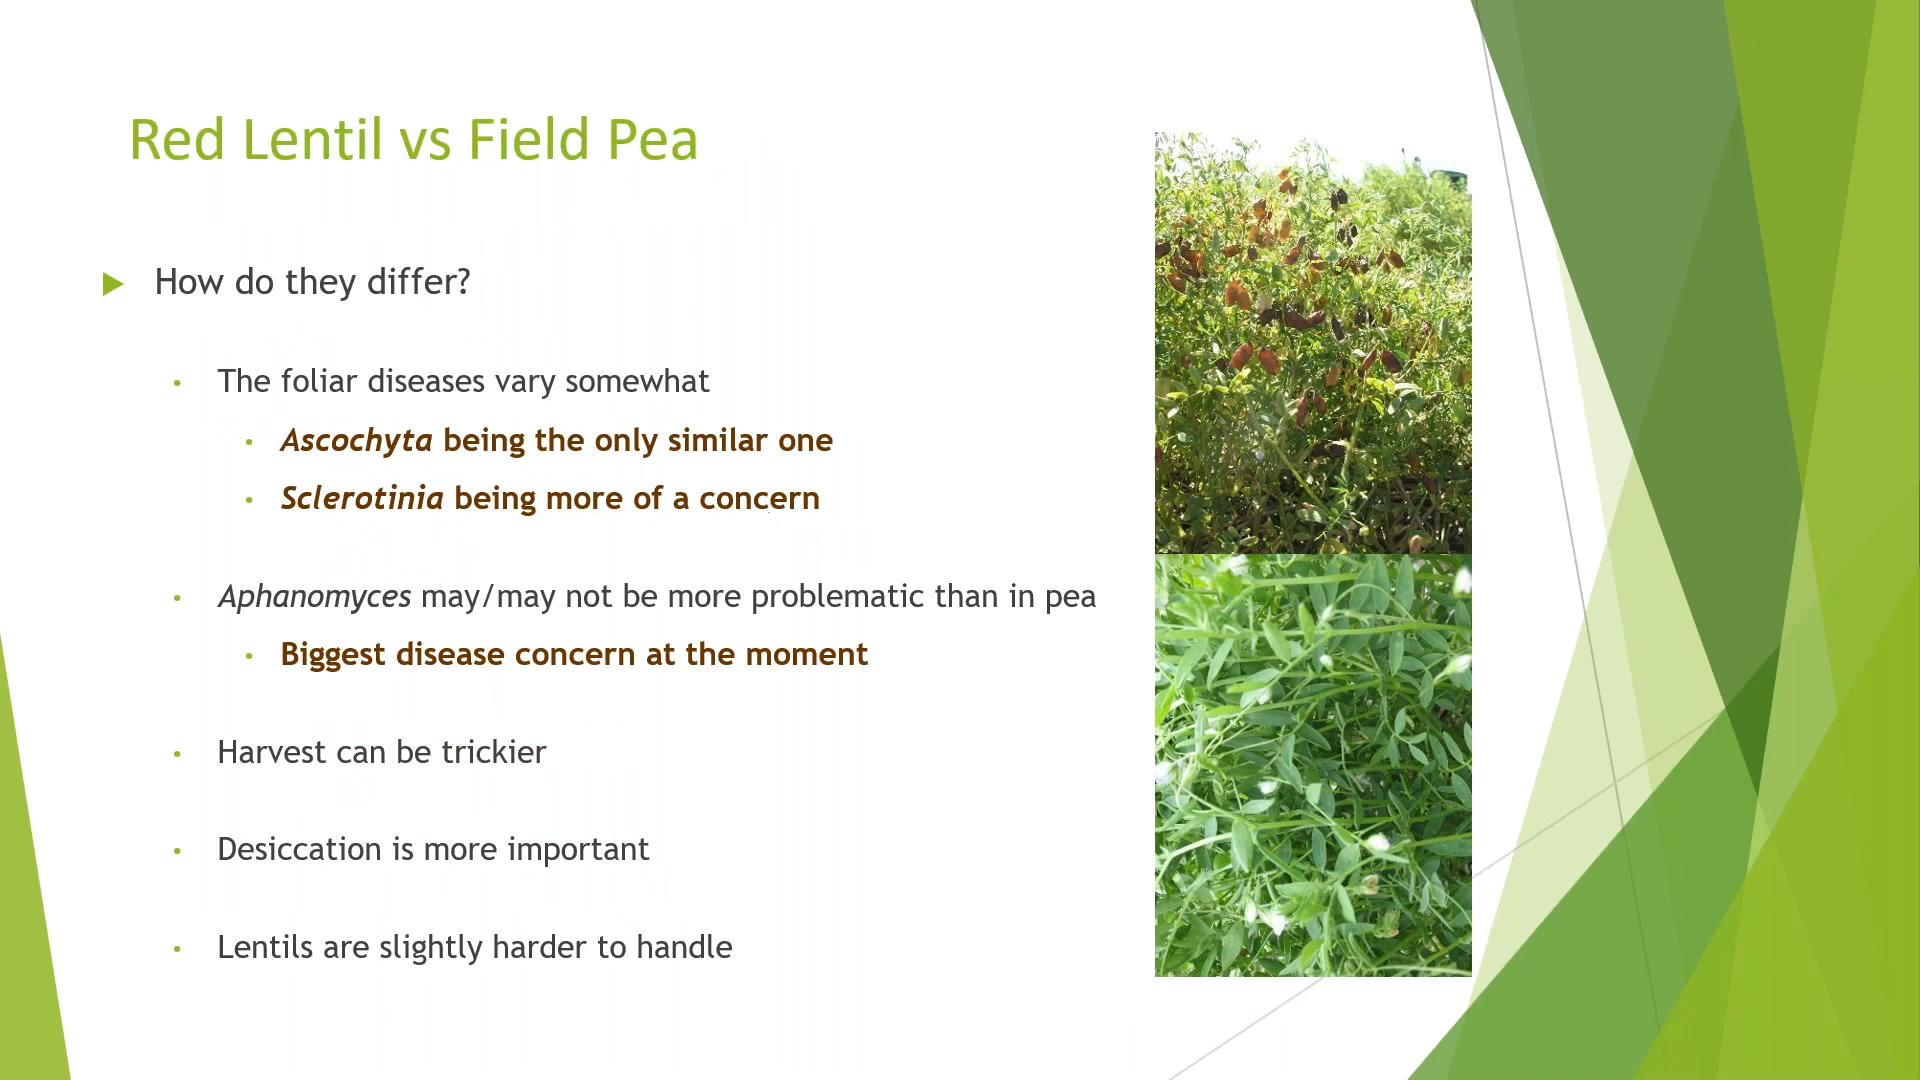 Red Lentil vs Field Pea
How do they differ?
The foliar diseases vary somewhat
Ascochyta being the only similar one
Sclerotinia being more of a concern
Aphanomyces may/may not be more problematic than in pea
Biggest disease concern at the moment
Harvest can be trickier
Desiccation is more important
Lentils are slightly harder to handle